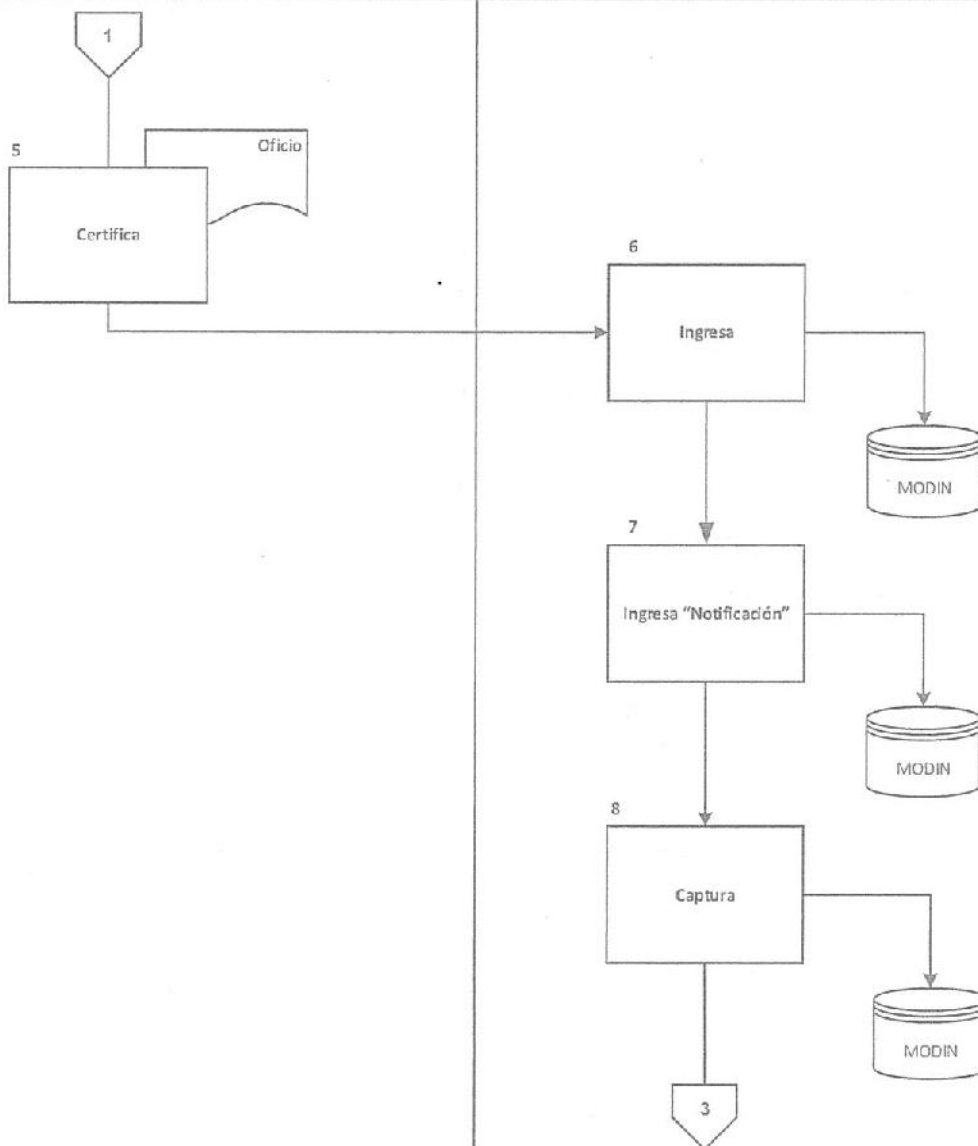 1
Oficio
5
Certifica
6
Ingresa
MODIN
7
Ingresa “Notificación”
MODIN
8
Captura
MODIN
3